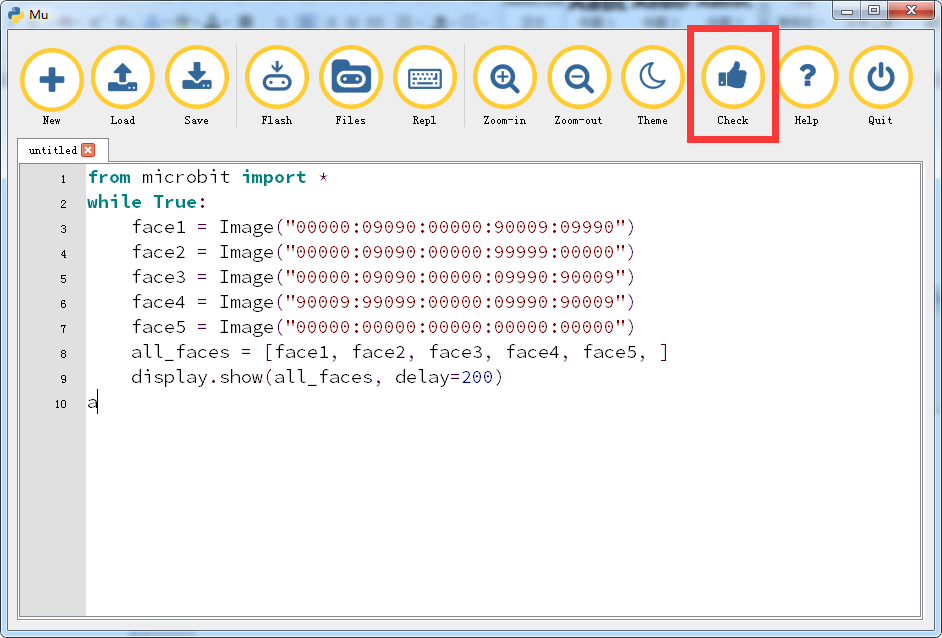 Mu
New Load Save Flash Files Repl Zoom-in Zoom-out Theme Check Help Quit
untitled
1 from microbit import *
2 while True:
3     face1 = Image("00000:09090:00000:90009:09990")
4     face2 = Image("00000:09090:00000:99999:00000")
5     face3 = Image("00000:09090:00000:09990:90009")
6     face4 = Image("90009:99099:00000:09990:90009")
7     face5 = Image("00000:00000:00000:00000:00000")
8     all_faces = [face1, face2, face3, face4, face5, ]
9     display.show(all_faces, delay=200)
10 a